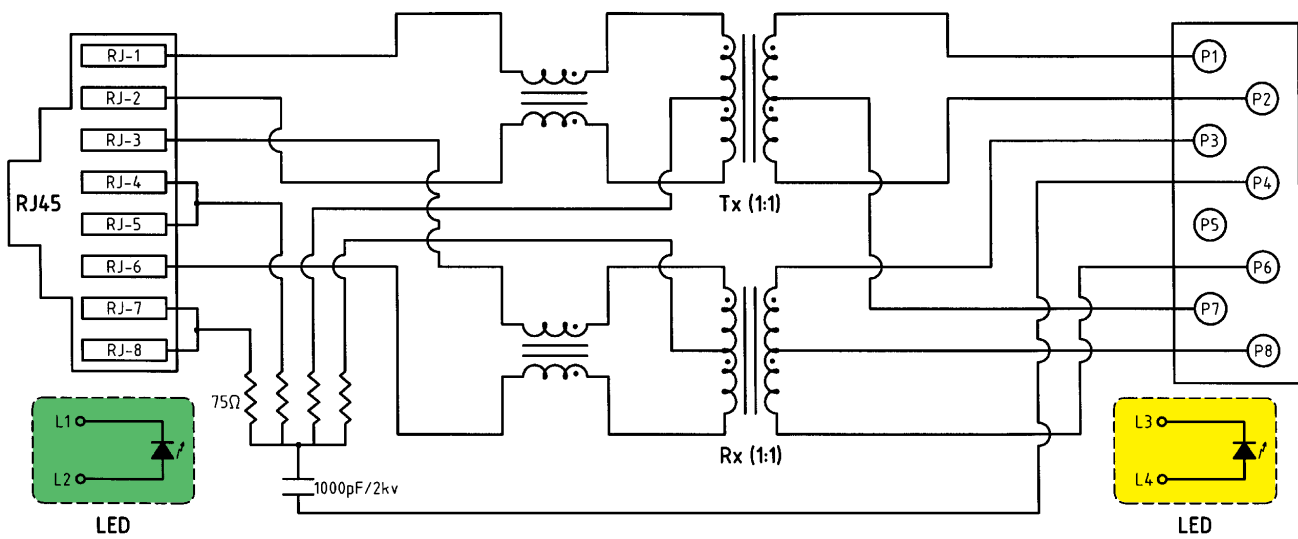 RJ-1
RJ-2
RJ-3
RJ-4
RJ-5
RJ-6
RJ-7
RJ-8
RJ45
Tx (1:1)
Rx (1:1)
P1
P2
P3
P4
P5
P6
P7
P8
75Ω
1000pF/2kv
L1
L2
LED
L3
L4
LED